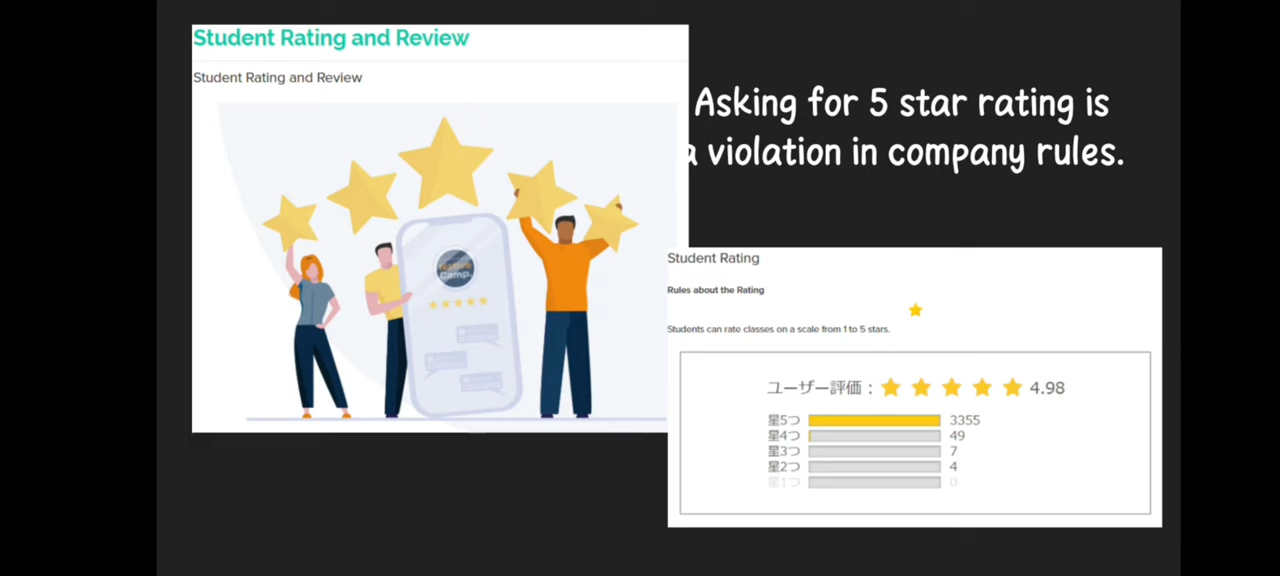 Student Rating and Review
Student Rating and Review
Native
Camp.
Asking for 5 star rating is
a violation in company rules.
Student Rating
Rules about the Rating
Students can rate classes on a scale from 1 to 5 stars.
ユーザー評価： 4.98
星5つ 3355
星4つ 49
星3つ 7
星2つ 4
星1つ 0